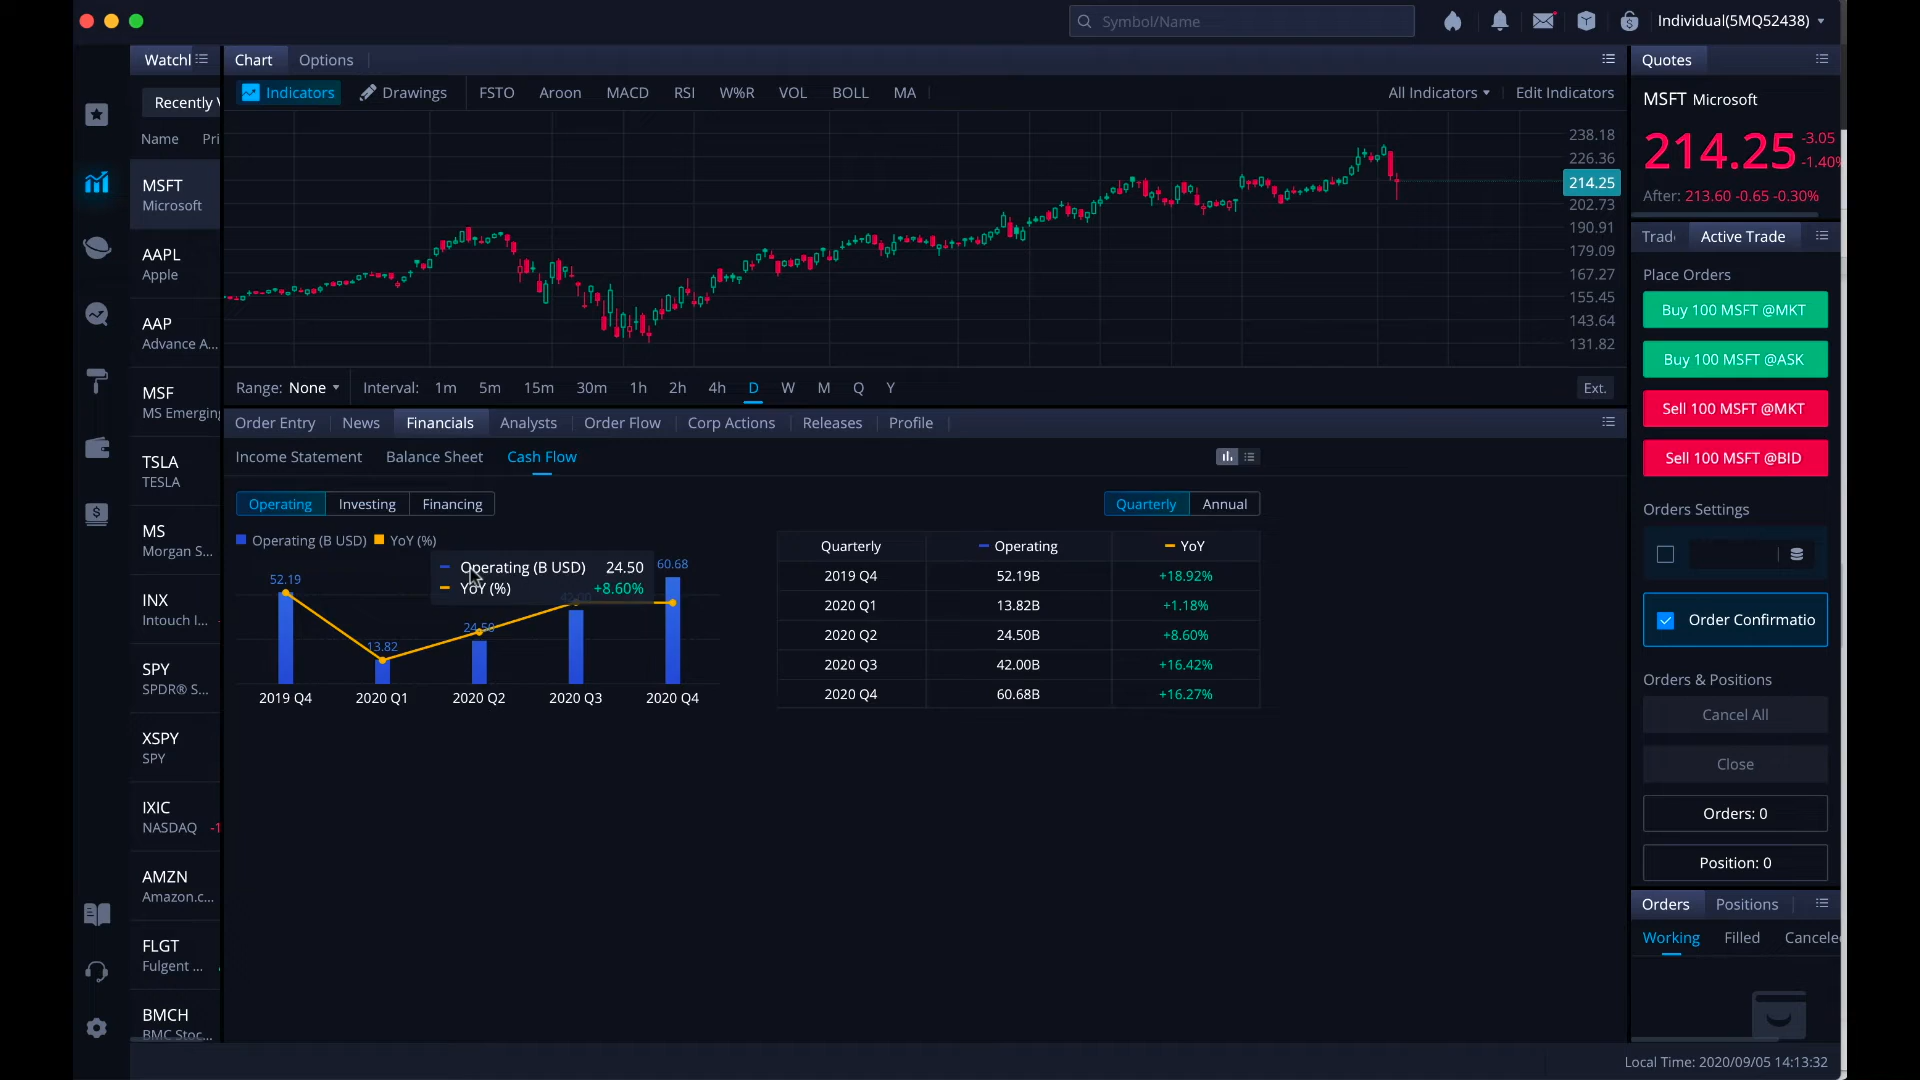 Symbol/Name
Individual(5MQ52438)
Watchl
Chart
Options
Quotes
Recently V
Indicators
Drawings
FSTO
Aroon
MACD
RSI
W%R
VOL
BOLL
MA
All Indicators
Edit Indicators
Name Pri
MSFT
Microsoft
AAPL
Apple
AAP
Advance A...
MSF
MS Emerging
TSLA
TESLA
MS
Morgan S...
INX
Intouch I...
SPY
SPDR® S...
XSPY
SPY
IXIC
NASDAQ -1
AMZN
Amazon.c...
FLGT
Fulgent ...
BMCH
BMC Stoc...
238.18
226.36
214.25
202.73
190.91
179.09
167.27
155.45
143.64
131.82
Range: None
Interval: 1m 5m 15m 30m 1h 2h 4h D W M Q Y
Ext.
Order Entry
News
Financials
Analysts
Order Flow
Corp Actions
Releases
Profile
Income Statement
Balance Sheet
Cash Flow
Operating
Investing
Financing
Quarterly
Annual
Operating (B USD) YoY (%)
Operating (B USD) 24.50
YoY (%) +8.60%
52.19
13.82
24.50
42.00
60.68
2019 Q4
2020 Q1
2020 Q2
2020 Q3
2020 Q4
Quarterly Operating YoY
2019 Q4 52.19B +18.92%
2020 Q1 13.82B +1.18%
2020 Q2 24.50B +8.60%
2020 Q3 42.00B +16.42%
2020 Q4 60.68B +16.27%
MSFT Microsoft
214.25
-3.05
-1.40%
After: 213.60 -0.65 -0.30%
Trad
Active Trade
Place Orders
Buy 100 MSFT @MKT
Buy 100 MSFT @ASK
Sell 100 MSFT @MKT
Sell 100 MSFT @BID
Orders Settings
Order Confirmatio
Orders & Positions
Cancel All
Close
Orders: 0
Position: 0
Orders
Positions
Working
Filled
Cancele
Local Time: 2020/09/05 14:13:32